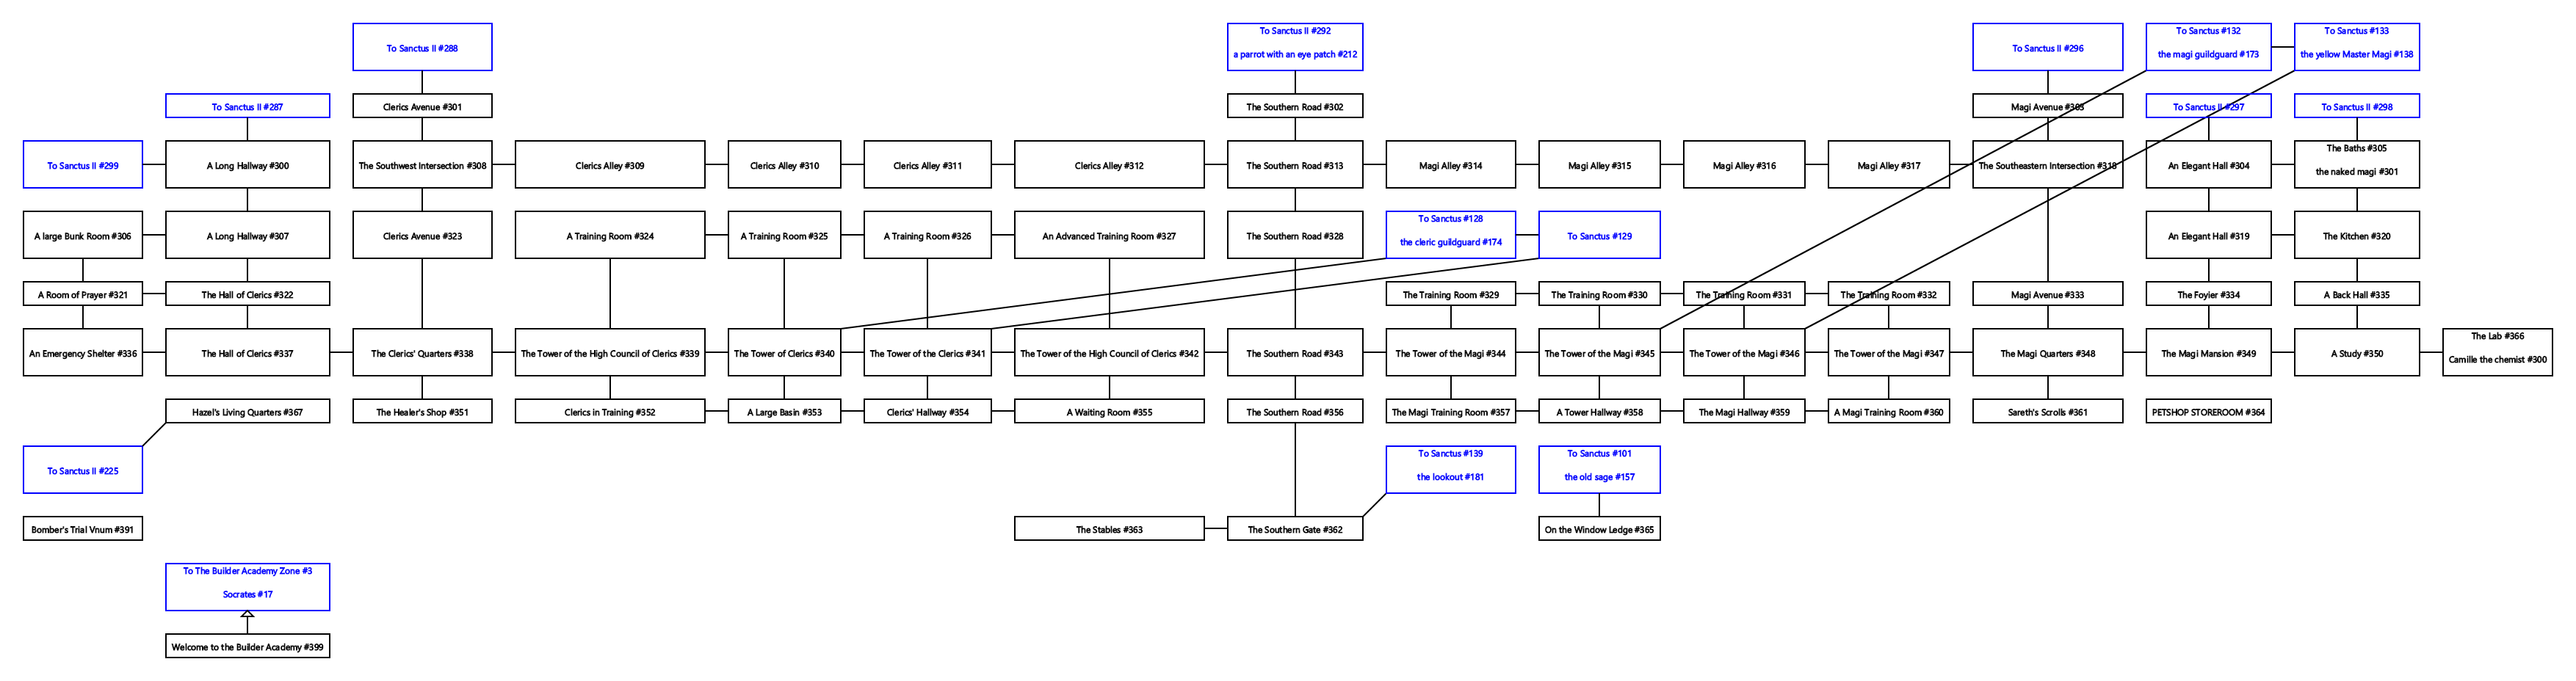 To Sanctus II #288
To Sanctus II #292
a parrot with an eye patch #212
To Sanctus II #296
To Sanctus #132
the magi guildguard #173
To Sanctus #133
the yellow Master Magi #138
To Sanctus II #287
Clerics Avenue #301
The Southern Road #302
Magi Avenue #303
To Sanctus II #297
To Sanctus II #298
To Sanctus II #299
A Long Hallway #300
The Southwest Intersection #308
Clerics Alley #309
Clerics Alley #310
Clerics Alley #311
Clerics Alley #312
The Southern Road #313
Magi Alley #314
Magi Alley #315
Magi Alley #316
Magi Alley #317
The Southeastern Intersection #318
An Elegant Hall #304
The Baths #305
the naked magi #301
A large Bunk Room #306
A Long Hallway #307
Clerics Avenue #323
A Training Room #324
A Training Room #325
A Training Room #326
An Advanced Training Room #327
The Southern Road #328
To Sanctus #128
the cleric guildguard #174
To Sanctus #129
An Elegant Hall #319
The Kitchen #320
A Room of Prayer #321
The Hall of Clerics #322
The Training Room #329
The Training Room #330
The Training Room #331
The Training Room #332
Magi Avenue #333
The Foyier #334
A Back Hall #335
An Emergency Shelter #336
The Hall of Clerics #337
The Clerics' Quarters #338
The Tower of the High Council of Clerics #339
The Tower of Clerics #340
The Tower of the Clerics #341
The Tower of the High Council of Clerics #342
The Southern Road #343
The Tower of the Magi #344
The Tower of the Magi #345
The Tower of the Magi #346
The Tower of the Magi #347
The Magi Quarters #348
The Magi Mansion #349
A Study #350
The Lab #366
Camille the chemist #300
Hazel's Living Quarters #367
The Healer's Shop #351
Clerics in Training #352
A Large Basin #353
Clerics' Hallway #354
A Waiting Room #355
The Southern Road #356
The Magi Training Room #357
A Tower Hallway #358
The Magi Hallway #359
A Magi Training Room #360
Sareth's Scrolls #361
PETSHOP STOREROOM #364
To Sanctus II #225
To Sanctus #139
the lookout #181
To Sanctus #101
the old sage #157
Bomber's Trial Vnum #391
The Stables #363
The Southern Gate #362
On the Window Ledge #365
To The Builder Academy Zone #3
Socrates #17
Welcome to the Builder Academy #399